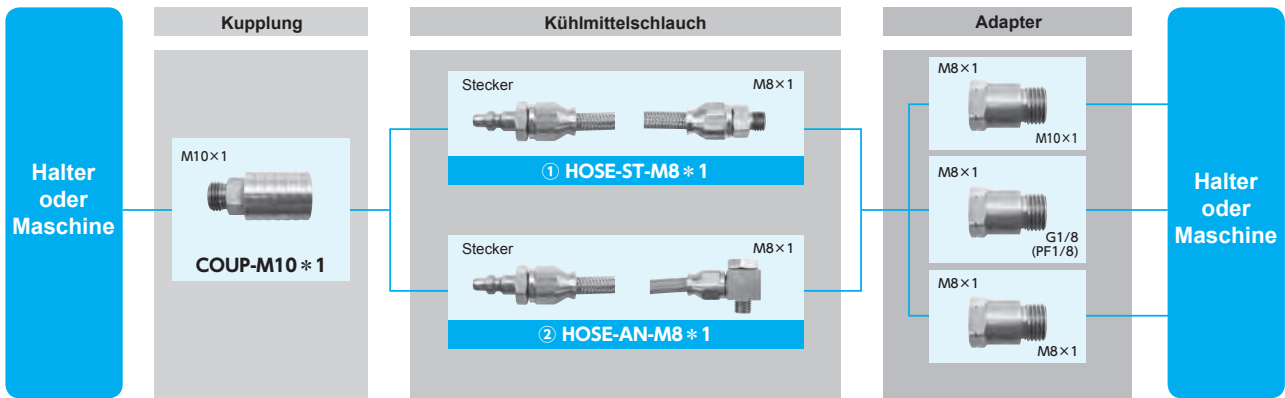 Kupplung
Kühlmittelschlauch
Adapter
Halter
oder
Maschine
M10×1
COUP-M10＊1
Stecker
M8×1
① HOSE-ST-M8＊1
Stecker
M8×1
② HOSE-AN-M8＊1
M8×1
M10×1
M8×1
G1/8
(PF1/8)
M8×1
M8×1
Halter
oder
Maschine